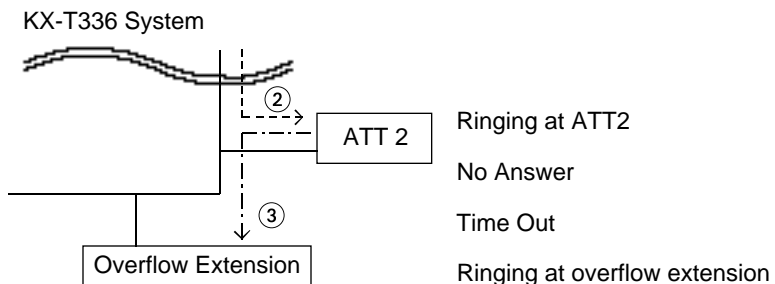 KX-T336 System
②
ATT 2
Ringing at ATT2
No Answer
③
Time Out
Overflow Extension
Ringing at overflow extension